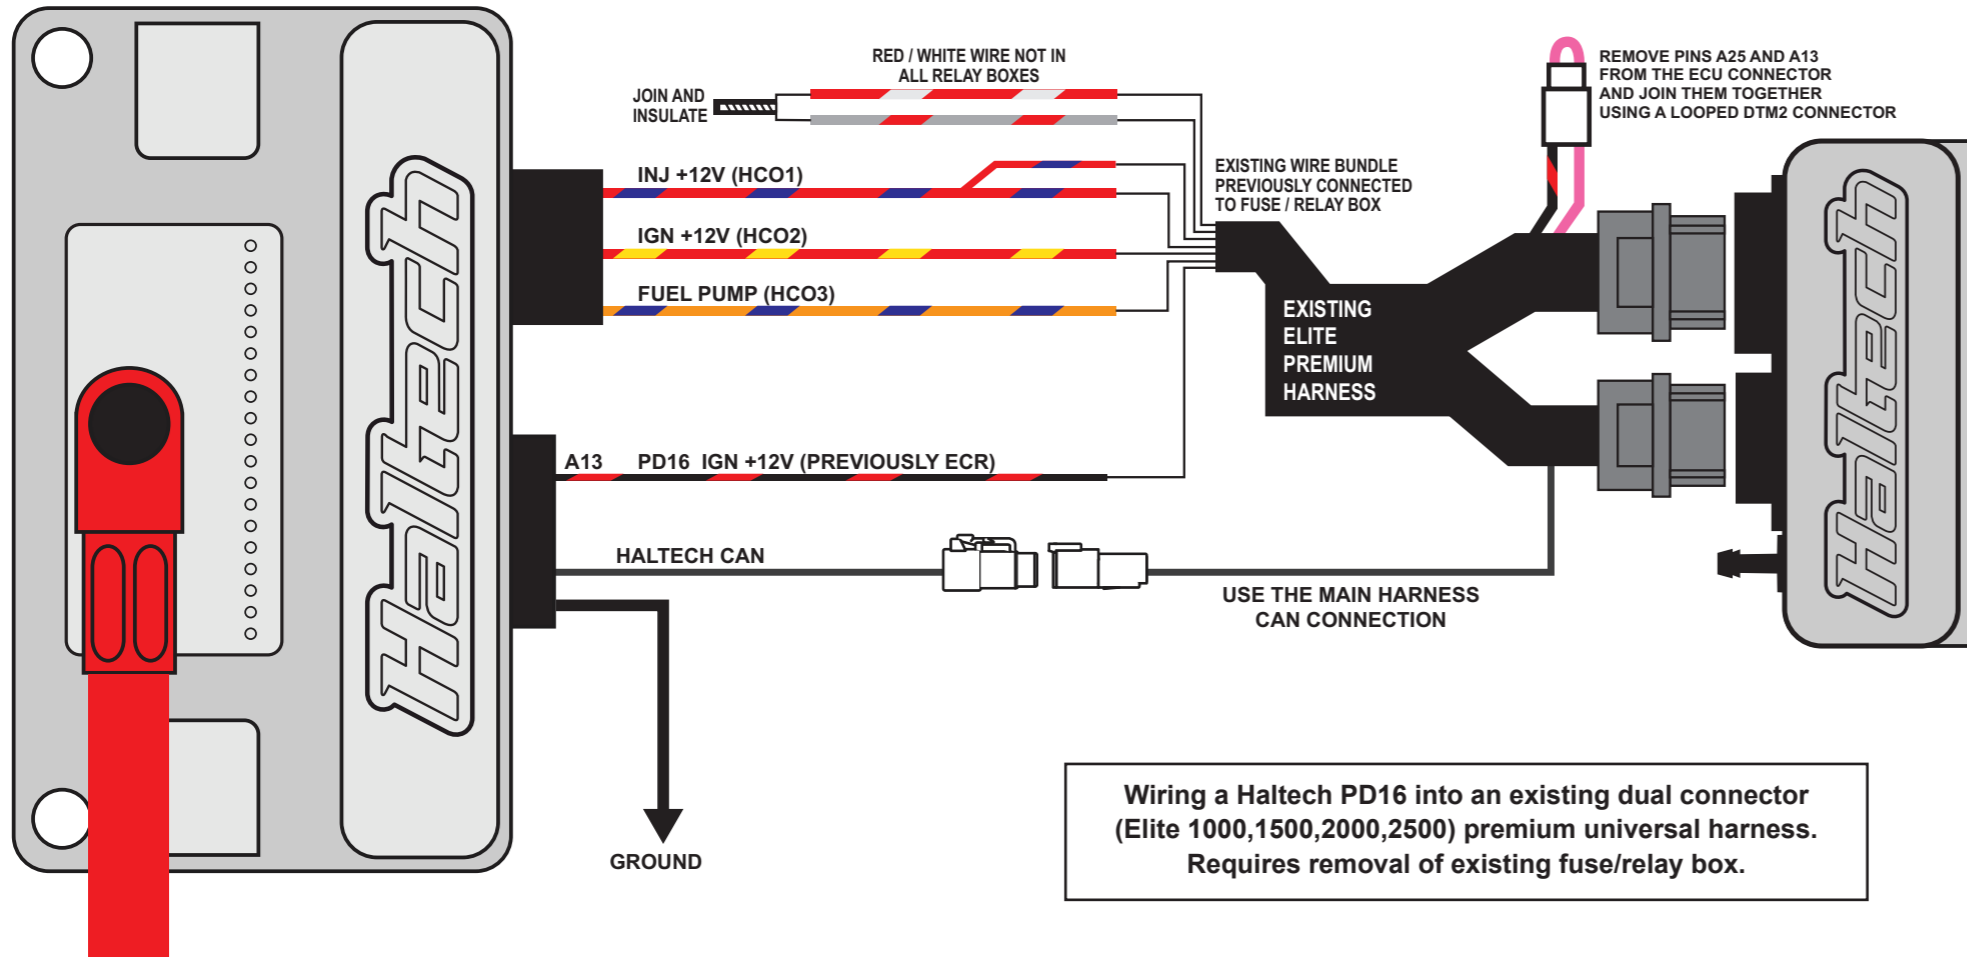 RED / WHITE WIRE NOT IN
ALL RELAY BOXES
JOIN AND
INSULATE
REMOVE PINS A25 AND A13
FROM THE ECU CONNECTOR
AND JOIN THEM TOGETHER
USING A LOOPED DTM2 CONNECTOR
INJ +12V (HCO1)
IGN +12V (HCO2)
FUEL PUMP (HCO3)
EXISTING WIRE BUNDLE
PREVIOUSLY CONNECTED
TO FUSE / RELAY BOX
EXISTING
ELITE
PREMIUM
HARNESS
Haltech
Haltech
A13 PD16 IGN +12V (PREVIOUSLY ECR)
HALTECH CAN
USE THE MAIN HARNESS
CAN CONNECTION
GROUND
Wiring a Haltech PD16 into an existing dual connector
(Elite 1000,1500,2000,2500) premium universal harness.
Requires removal of existing fuse/relay box.